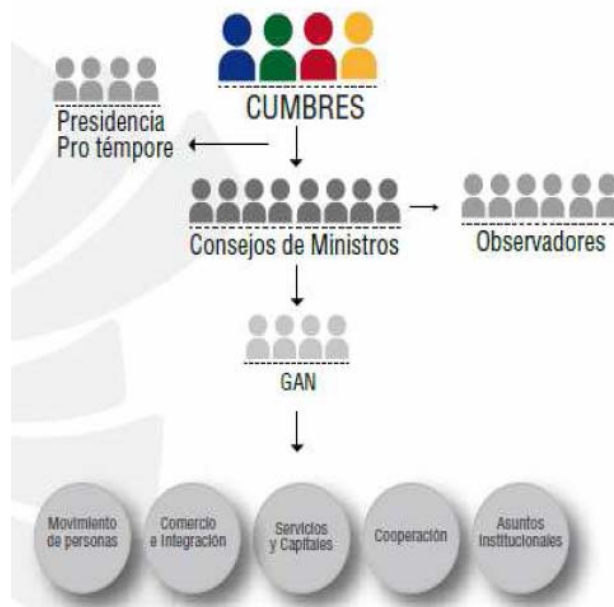 CUMBRES
Presidencia
Pro témpore
Consejos de Ministros
Observadores
GAN
Movimiento
de personas
Comercio
e Integración
Servicios
y Capitales
Cooperación
Asuntos
Institucionales